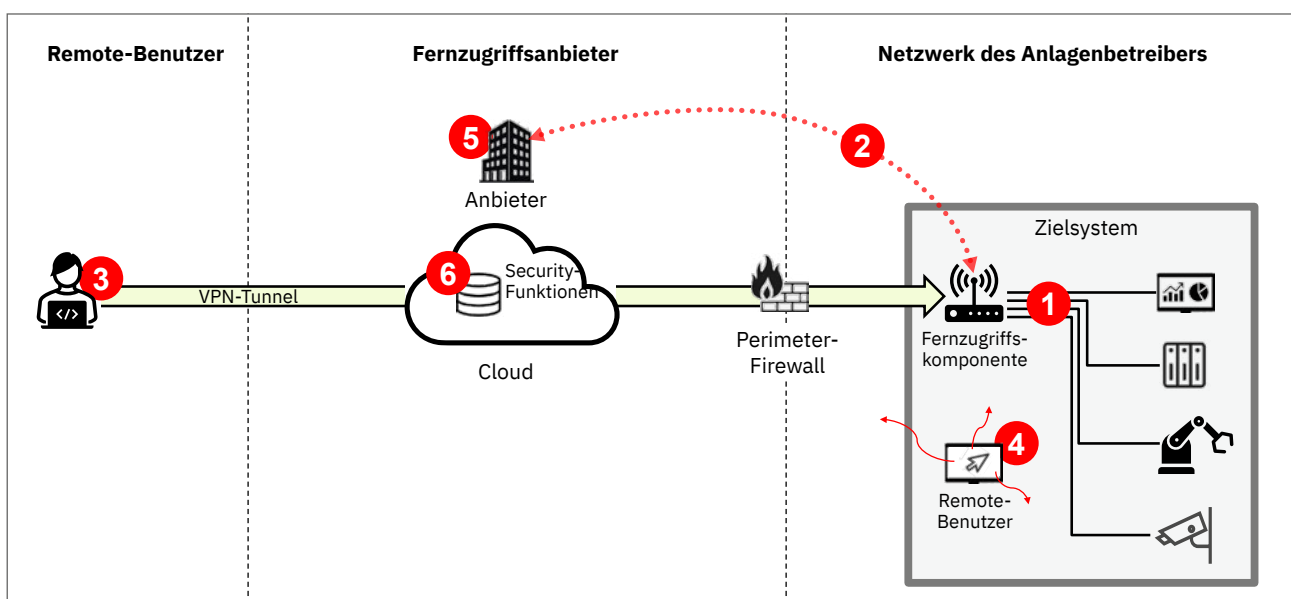 Remote-Benutzer
Fernzugriffsanbieter
Netzwerk des Anlagenbetreibers
5
2
Anbieter
Zielsystem
3
VPN-Tunnel
6
Security-
Funktionen
1
Cloud
Perimeter-
Firewall
Fernzugriffs-
komponente
4
Remote-
Benutzer